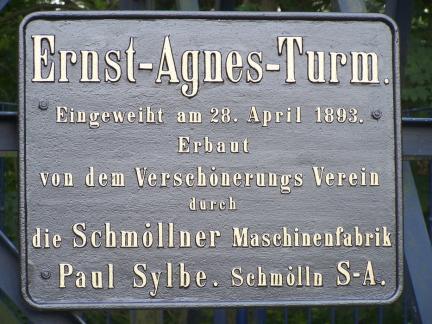 Ernst-Agnes-Turm.
Eingeweiht am 28. April 1893.
Erbaut
von dem Verschönerungs Verein
durch
die Schmöllner Maschinenfabrik
Paul Sylbe. Schmölln S-A.